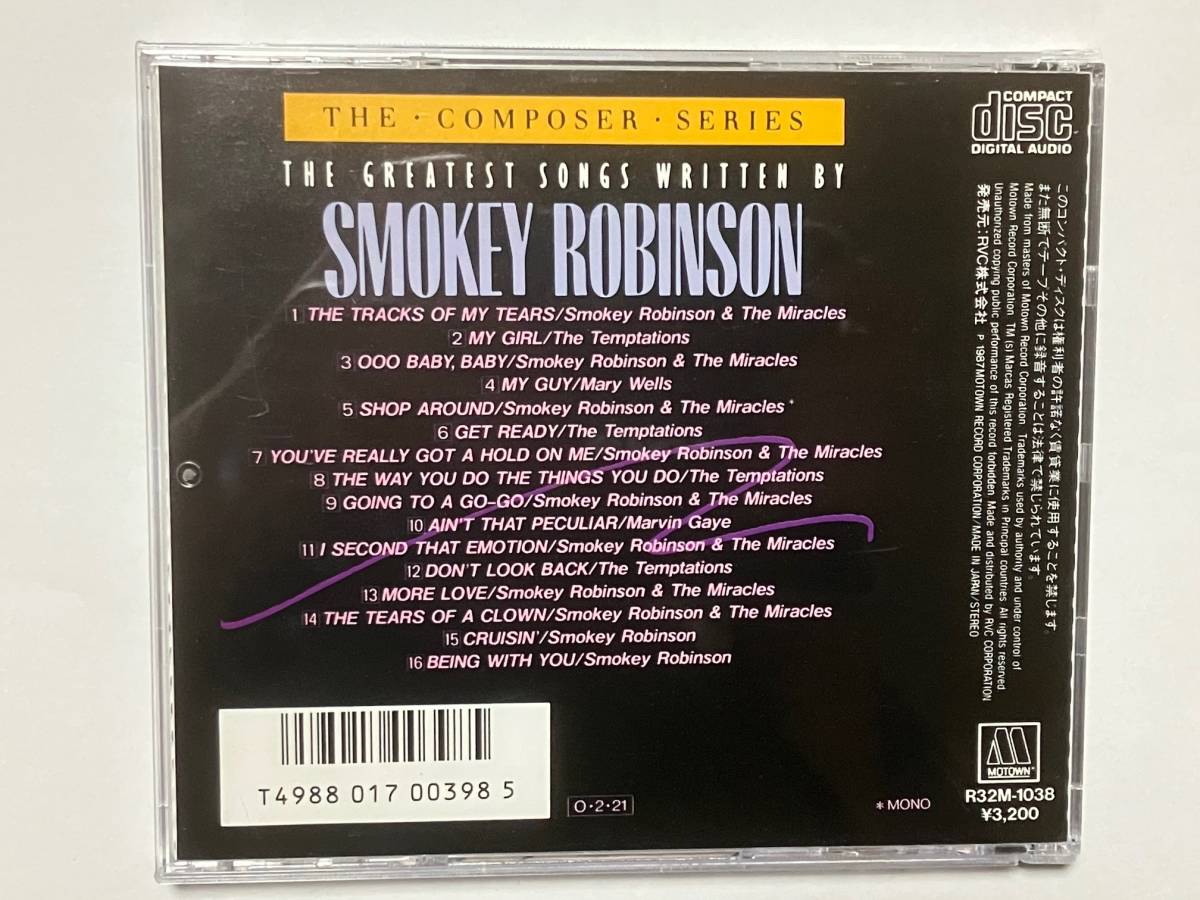 THE · COMPOSER · SERIES
THE GREATEST SONGS WRITTEN BY
SMOKEY ROBINSON
1 THE TRACKS OF MY TEARS/Smokey Robinson & The Miracles
2 MY GIRL/The Temptations
3 OOO BABY, BABY/Smokey Robinson & The Miracles
4 MY GUY/Mary Wells
5 SHOP AROUND/Smokey Robinson & The Miracles*
6 GET READY/The Temptations
7 YOU'VE REALLY GOT A HOLD ON ME/Smokey Robinson & The Miracles
8 THE WAY YOU DO THE THINGS YOU DO/The Temptations
9 GOING TO A GO-GO/Smokey Robinson & The Miracles
10 AIN'T THAT PECULIAR/Marvin Gaye
11 I SECOND THAT EMOTION/Smokey Robinson & The Miracles
12 DON'T LOOK BACK/The Temptations
13 MORE LOVE/Smokey Robinson & The Miracles
14 THE TEARS OF A CLOWN/Smokey Robinson & The Miracles
15 CRUISIN'/Smokey Robinson
16 BEING WITH YOU/Smokey Robinson
T4988 017 00398 5
O·2·21
*MONO
COMPACT
disc
DIGITAL AUDIO
このコンパクト・ディスクは権利者の許諾なく賃貸業に使用することを禁じます。
また無断でテープその他に録音することは法律で禁じられています。
Made from masters of Motown Record Corporation. Trademarks used by authority and under control of
Motown Record Corporation. TM (s) Marcas Registered Trademarks in Principal countries. All rights reserved.
Unauthorized copying public performance of this record forbidden. Made and distributed by RVC CORPORATION
発売元:RVC株式会社 P 1987MOTOWN RECORD CORPORATION/MADE IN JAPAN/STEREO
M
MOTOWN
R32M-1038
¥3,200